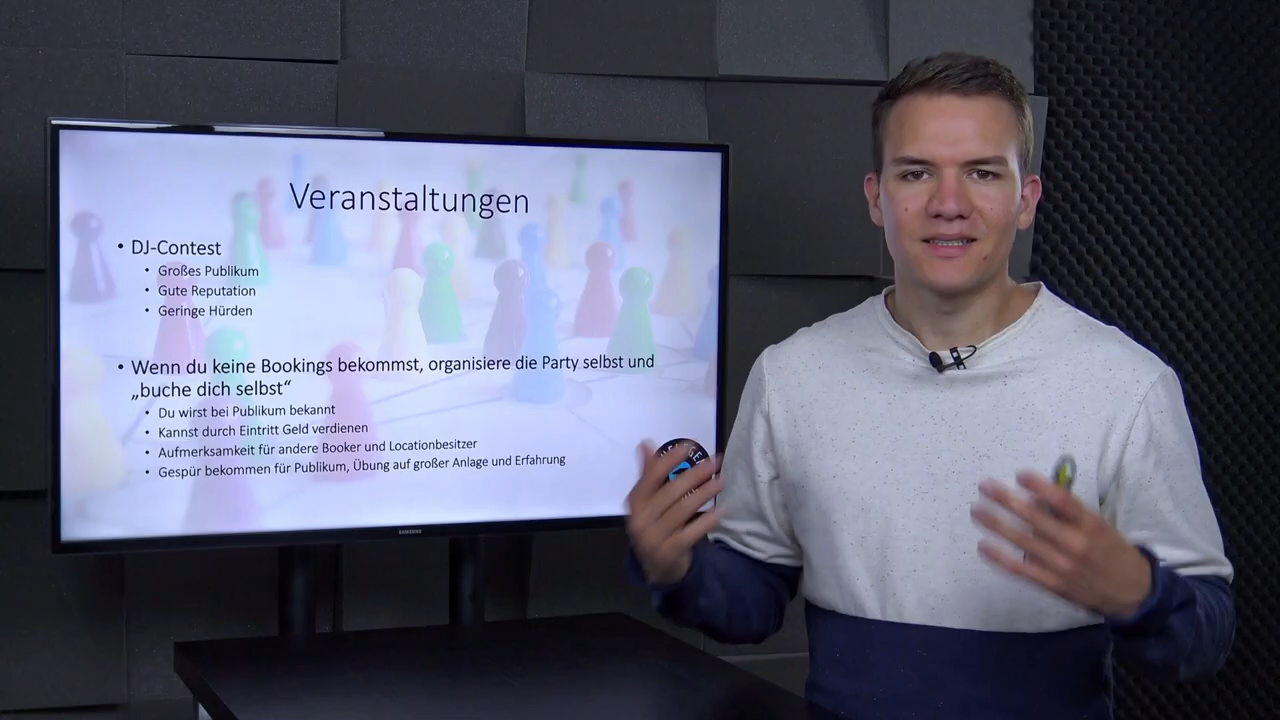 Veranstaltungen
• DJ-Contest
• Großes Publikum
• Gute Reputation
• Geringe Hürden
• Wenn du keine Bookings bekommst, organisiere die Party selbst und
„buche dich selbst“
• Du wirst bei Publikum bekannt
• Kannst durch Eintritt Geld verdienen
• Aufmerksamkeit für andere Booker und Locationbesitzer
• Gespür bekommen für Publikum, Übung auf großer Anlage und Erfahrung
SAMSUNG